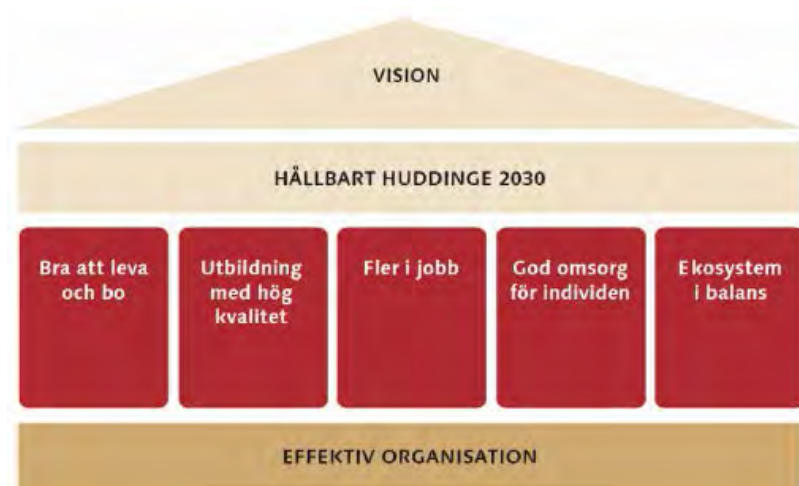 VISION
HÅLLBART HUDDINGE 2030
Bra att leva
och bo
Utbildning
med hög
kvalitet
Fler i jobb
God omsorg
för individen
Ekosystem
i balans
EFFEKTIV ORGANISATION